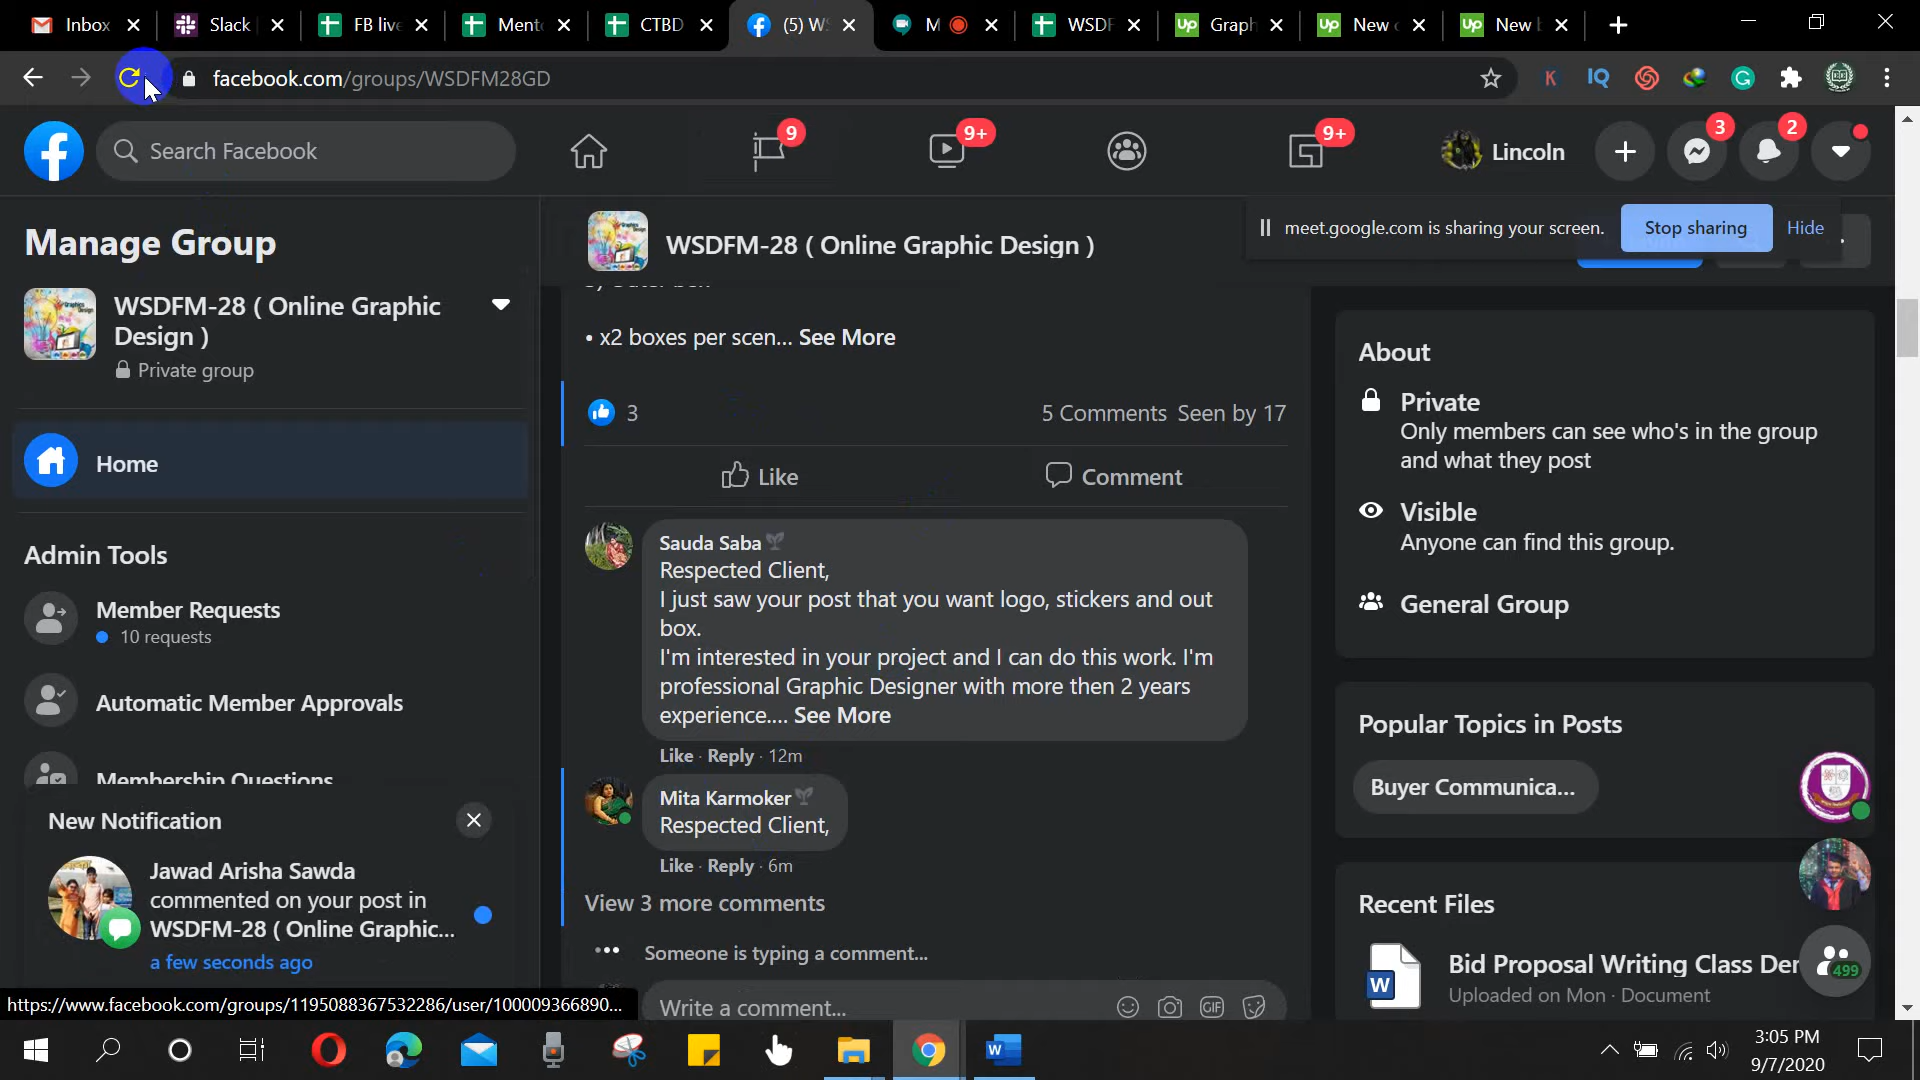 Inbox
Slack
FB live
Mento
CTBD
(5) WS
M
WSDF
Graph
New
New
facebook.com/groups/WSDFM28GD
Search Facebook
9
9+
9+
Lincoln
3
2
meet.google.com is sharing your screen.
Stop sharing
Hide
Manage Group
WSDFM-28 ( Online Graphic
Design )
Private group
Home
Admin Tools
Member Requests
10 requests
Automatic Member Approvals
Membership Questions
New Notification
Jawad Arisha Sawda
commented on your post in
WSDFM-28 ( Online Graphic...
a few seconds ago
https://www.facebook.com/groups/1195088367532286/user/100009366890...
WSDFM-28 ( Online Graphic Design )
• x2 boxes per scen... See More
3
5 Comments Seen by 17
Like
Comment
Sauda Saba
Respected Client,
I just saw your post that you want logo, stickers and out
box.
I'm interested in your project and I can do this work. I'm
professional Graphic Designer with more then 2 years
experience.... See More
Like · Reply · 12m
Mita Karmoker
Respected Client,
Like · Reply · 6m
View 3 more comments
Someone is typing a comment...
Write a comment...
GIF
About
Private
Only members can see who's in the group
and what they post
Visible
Anyone can find this group.
General Group
Popular Topics in Posts
Buyer Communica...
Recent Files
Bid Proposal Writing Class Der
Uploaded on Mon · Document
499
3:05 PM
9/7/2020